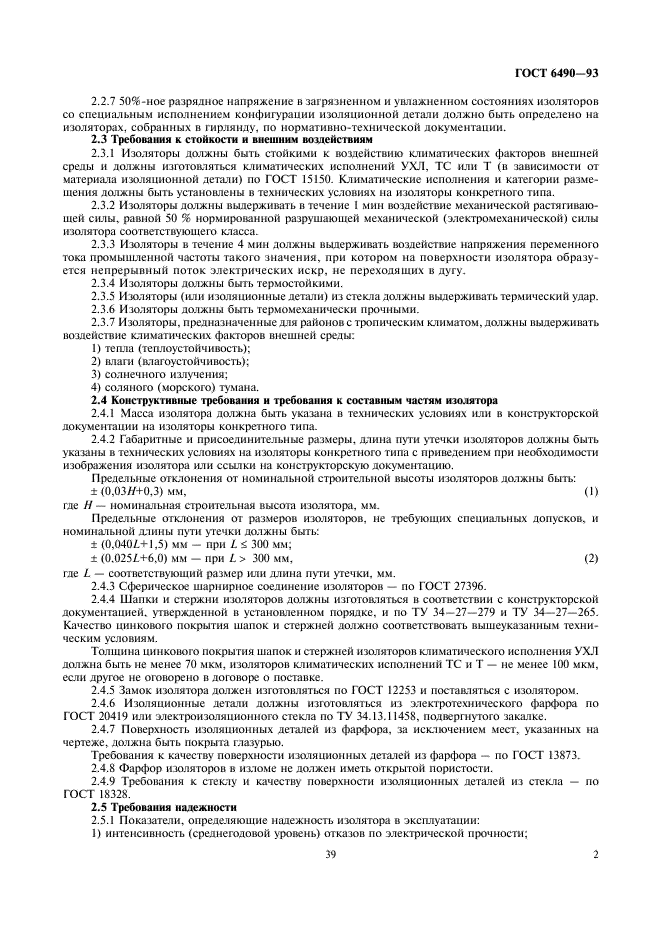 ГОСТ 6490—93
2.2.7 50%-ное разрядное напряжение в загрязненном и увлажненном состояниях изоляторов
со специальным исполнением конфигурации изоляционной детали должно быть определено на
изоляторах, собранных в гирлянду, по нормативно-технической документации.
2.3 Требования к стойкости и внешним воздействиям
2.3.1 Изоляторы должны быть стойкими к воздействию климатических факторов внешней
среды и должны изготовляться климатических исполнений УХЛ, ТС или Т (в зависимости от
материала изоляционной детали) по ГОСТ 15150. Климатические исполнения и категории разме-
щения должны быть установлены в технических условиях на изоляторы конкретного типа.
2.3.2 Изоляторы должны выдерживать в течение 1 мин воздействие механической растягиваю-
щей силы, равной 50 % нормированной разрушающей механической (электромеханической) силы
изолятора соответствующего класса.
2.3.3 Изоляторы в течение 4 мин должны выдерживать воздействие напряжения переменного
тока промышленной частоты такого значения, при котором на поверхности изолятора образу-
ется непрерывный поток электрических искр, не переходящих в дугу.
2.3.4 Изоляторы должны быть термостойкими.
2.3.5 Изоляторы (или изоляционные детали) из стекла должны выдерживать термический удар.
2.3.6 Изоляторы должны быть термомеханически прочными.
2.3.7 Изоляторы, предназначенные для районов с тропическим климатом, должны выдерживать
воздействие климатических факторов внешней среды:
1) тепла (теплоустойчивость);
2) влаги (влагоустойчивость);
3) солнечного излучения;
4) соляного (морского) тумана.
2.4 Конструктивные требования и требования к составным частям изолятора
2.4.1 Масса изолятора должна быть указана в технических условиях или в конструкторской
документации на изоляторы конкретного типа.
2.4.2 Габаритные и присоединительные размеры, длина пути утечки изоляторов должны быть
указаны в технических условиях на изоляторы конкретного типа с приведением при необходимости
изображения изолятора или ссылки на конструкторскую документацию.
Предельные отклонения от номинальной строительной высоты изоляторов должны быть:
± (0,03H+0,3) мм, (1)
где H — номинальная строительная высота изолятора, мм.
Предельные отклонения от размеров изоляторов, не требующих специальных допусков, и
номинальной длины пути утечки должны быть:
± (0,040L+1,5) мм — при L ≤ 300 мм;
± (0,025L+6,0) мм — при L > 300 мм, (2)
где L — соответствующий размер или длина пути утечки, мм.
2.4.3 Сферическое шарнирное соединение изоляторов — по ГОСТ 27396.
2.4.4 Шапки и стержни изоляторов должны изготовляться в соответствии с конструкторской
документацией, утвержденной в установленном порядке, и по ТУ 34—27—279 и ТУ 34—27—265.
Качество цинкового покрытия шапок и стержней должно соответствовать вышеуказанным техни-
ческим условиям.
Толщина цинкового покрытия шапок и стержней изоляторов климатического исполнения УХЛ
должна быть не менее 70 мкм, изоляторов климатических исполнений ТС и Т — не менее 100 мкм,
если другое не оговорено в договоре о поставке.
2.4.5 Замок изолятора должен изготовляться по ГОСТ 12253 и поставляться с изолятором.
2.4.6 Изоляционные детали должны изготовляться из электротехнического фарфора по
ГОСТ 20419 или электроизоляционного стекла по ТУ 34.13.11458, подвергнутого закалке.
2.4.7 Поверхность изоляционных деталей из фарфора, за исключением мест, указанных на
чертеже, должна быть покрыта глазурью.
Требования к качеству поверхности изоляционных деталей из фарфора — по ГОСТ 13873.
2.4.8 Фарфор изоляторов в изломе не должен иметь открытой пористости.
2.4.9 Требования к стеклу и качеству поверхности изоляционных деталей из стекла — по
ГОСТ 18328.
2.5 Требования надежности
2.5.1 Показатели, определяющие надежность изолятора в эксплуатации:
1) интенсивность (среднегодовой уровень) отказов по электрической прочности;
39 2